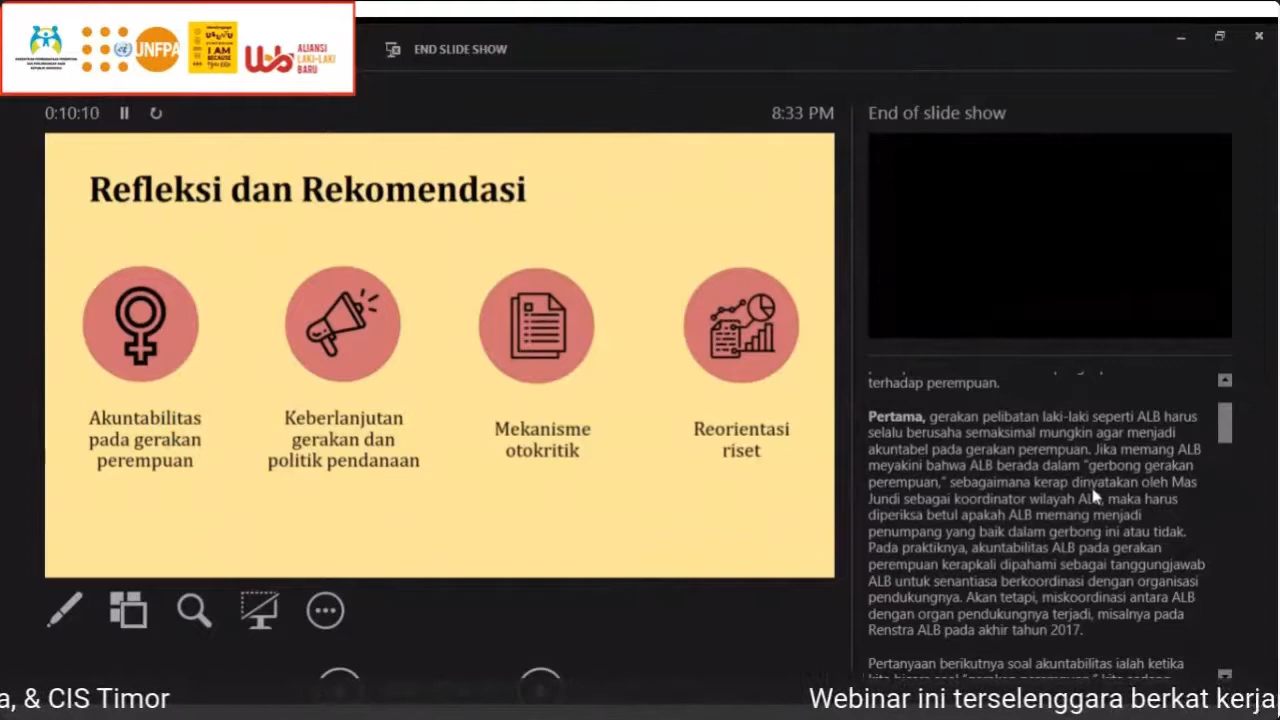 UNFPA
I AM
BECAUSE
ALIANSI
LAKI-LAKI
BARU
END SLIDE SHOW
0:10:10
8:33 PM
End of slide show
Refleksi dan Rekomendasi
Akuntabilitas
pada gerakan
perempuan
Keberlanjutan
gerakan dan
politik pendanaan
Mekanisme
otokritik
Reorientasi
riset
terhadap perempuan.
Pertama, gerakan pelibatan laki-laki seperti ALB harus
selalu berusaha semaksimal mungkin agar menjadi
akuntabel pada gerakan perempuan. Jika memang ALB
meyakini bahwa ALB berada dalam "gerbong gerakan
perempuan," sebagaimana kerap dinyatakan oleh Mas
Jundi sebagai koordinator wilayah ALB, maka harus
diperiksa betul apakah ALB memang menjadi
penumpang yang baik dalam gerbong ini atau tidak.
Pada praktiknya, akuntabilitas ALB pada gerakan
perempuan kerapkali dipahami sebagai tanggungjawab
ALB untuk senantiasa berkoordinasi dengan organisasi
pendukungnya. Akan tetapi, miskoordinasi antara ALB
dengan organ pendukungnya terjadi, misalnya pada
Renstra ALB pada akhir tahun 2017.
Pertanyaan berikutnya soal akuntabilitas ialah ketika
a, & CIS Timor
Webinar ini terselenggara berkat kerja